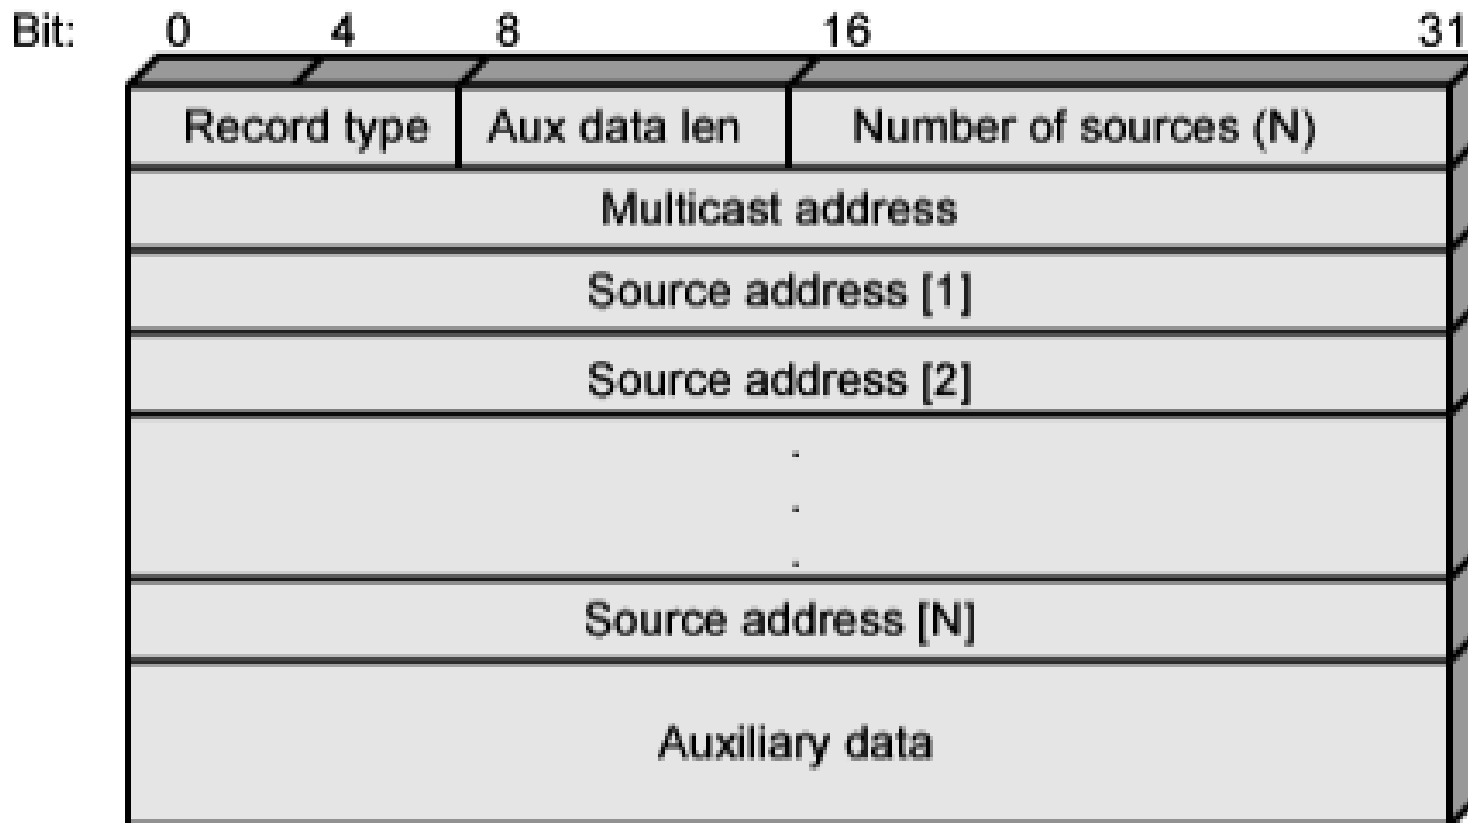 Bit: 0 4 8 16 31
Record type Aux data len Number of sources (N)
Multicast address
Source address [1]
Source address [2]
.
.
.
Source address [N]
Auxiliary data